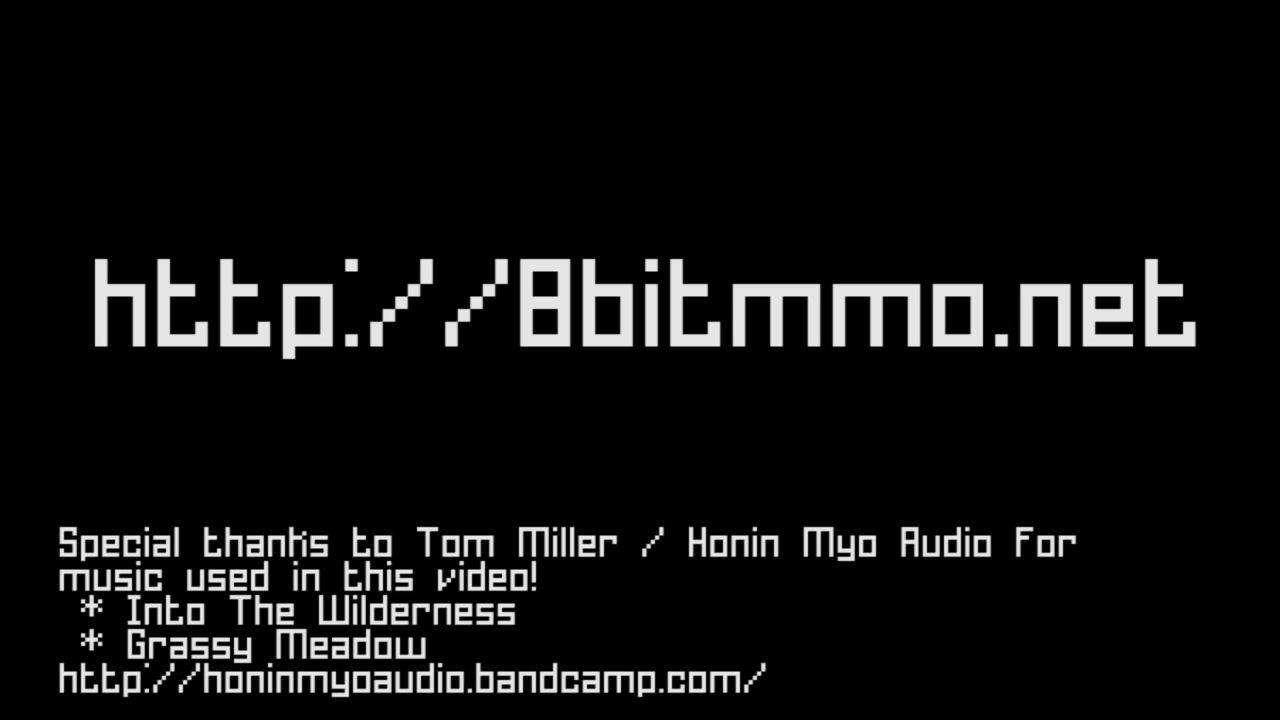 http://8bitmmo.net
Special thanks to Tom Miller / Honin Myo Audio for
music used in this video!
* Into The Wilderness
* Grassy Meadow
http://honinmyoaudio.bandcamp.com/